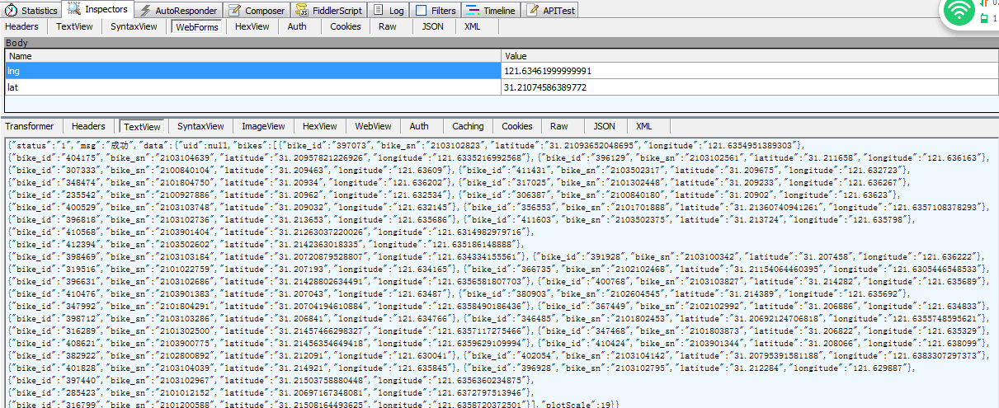 Statistics Inspectors AutoResponder Composer FiddlerScript Log Filters Timeline APITest
Headers TextView SyntaxView WebForms HexView Auth Cookies Raw JSON XML
Body
Name Value
lng 121.63461999999991
lat 31.21074586389772
Transformer Headers TextView SyntaxView ImageView HexView WebView Auth Caching Cookies Raw JSON XML
{"status":"1","msg":"成功","data":{"uid":null,"bikes":[{"bike_id":"397073","bike_sn":"2103102823","latitude":"31.21093652048695","longitude":"121.6354951389303"},
{"bike_id":"404175","bike_sn":"2103104639","latitude":"31.20957821226926","longitude":"121.6335216992568"},{"bike_id":"396129","bike_sn":"2103102561","latitude":"31.211658","longitude":"121.636163"},
{"bike_id":"307333","bike_sn":"2100840104","latitude":"31.209463","longitude":"121.63609"},{"bike_id":"411431","bike_sn":"2103502317","latitude":"31.209675","longitude":"121.632723"},
{"bike_id":"348474","bike_sn":"2101804750","latitude":"31.20934","longitude":"121.636202"},{"bike_id":"317025","bike_sn":"2101302448","latitude":"31.209233","longitude":"121.636267"},
{"bike_id":"235542","bike_sn":"2100927886","latitude":"31.20962","longitude":"121.632534"},{"bike_id":"306387","bike_sn":"2100840180","latitude":"31.20902","longitude":"121.63623"},
{"bike_id":"400529","bike_sn":"2103103748","latitude":"31.209032","longitude":"121.632145"},{"bike_id":"356553","bike_sn":"2101701888","latitude":"31.21360740941261","longitude":"121.6357108378293"},
{"bike_id":"396818","bike_sn":"2103102736","latitude":"31.213653","longitude":"121.635686"},{"bike_id":"411603","bike_sn":"2103502375","latitude":"31.213724","longitude":"121.635798"},
{"bike_id":"410568","bike_sn":"2103901404","latitude":"31.21263037220026","longitude":"121.6314982979716"},
{"bike_id":"412394","bike_sn":"2103502602","latitude":"31.2142363018335","longitude":"121.635186148888"},
{"bike_id":"398469","bike_sn":"2103103184","latitude":"31.20720879528807","longitude":"121.634334155561"},{"bike_id":"391928","bike_sn":"2103100342","latitude":"31.207458","longitude":"121.636222"},
{"bike_id":"319516","bike_sn":"2101022759","latitude":"31.207193","longitude":"121.634165"},{"bike_id":"366735","bike_sn":"2102102468","latitude":"31.21154064460395","longitude":"121.6305446548533"},
{"bike_id":"396631","bike_sn":"2103102686","latitude":"31.21428802634491","longitude":"121.6356581807703"},{"bike_id":"400768","bike_sn":"2103103827","latitude":"31.214282","longitude":"121.635689"},
{"bike_id":"410476","bike_sn":"2103901383","latitude":"31.207043","longitude":"121.63487"},{"bike_id":"380903","bike_sn":"2102604545","latitude":"31.214389","longitude":"121.635692"},
{"bike_id":"347992","bike_sn":"2101804291","latitude":"31.20704194610884","longitude":"121.6358490186436"},{"bike_id":"367449","bike_sn":"2102102992","latitude":"31.206886","longitude":"121.634833"},
{"bike_id":"398712","bike_sn":"2103103286","latitude":"31.206841","longitude":"121.634766"},{"bike_id":"346485","bike_sn":"2101802453","latitude":"31.20692124706818","longitude":"121.6355748595621"},
{"bike_id":"316289","bike_sn":"2101302500","latitude":"31.21457466298327","longitude":"121.6357117275466"},{"bike_id":"347468","bike_sn":"2101803873","latitude":"31.206822","longitude":"121.635329"},
{"bike_id":"408621","bike_sn":"2103900775","latitude":"31.21456354649418","longitude":"121.6359629109994"},{"bike_id":"410424","bike_sn":"2103901344","latitude":"31.208066","longitude":"121.638099"},
{"bike_id":"382922","bike_sn":"2102800892","latitude":"31.212091","longitude":"121.630041"},{"bike_id":"402054","bike_sn":"2103104142","latitude":"31.20795391581188","longitude":"121.6383307297373"},
{"bike_id":"401828","bike_sn":"2103104039","latitude":"31.214921","longitude":"121.635845"},{"bike_id":"396928","bike_sn":"2103102795","latitude":"31.212284","longitude":"121.629887"},
{"bike_id":"397440","bike_sn":"2103102967","latitude":"31.21503758880448","longitude":"121.6356360234875"},
{"bike_id":"285423","bike_sn":"2101012152","latitude":"31.20697167348081","longitude":"121.6372797513946"},
{"bike_id":"316799","bike_sn":"2101200588","latitude":"31.21508164493625","longitude":"121.6358720372501"}],"plotScale":19}}